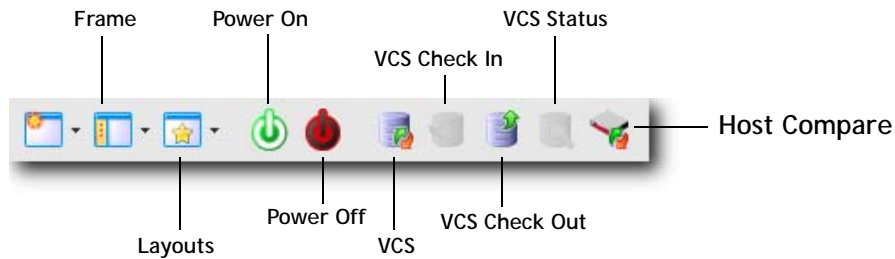 Frame
Power On
VCS Status
VCS Check In
Host Compare
Power Off
VCS Check Out
Layouts
VCS